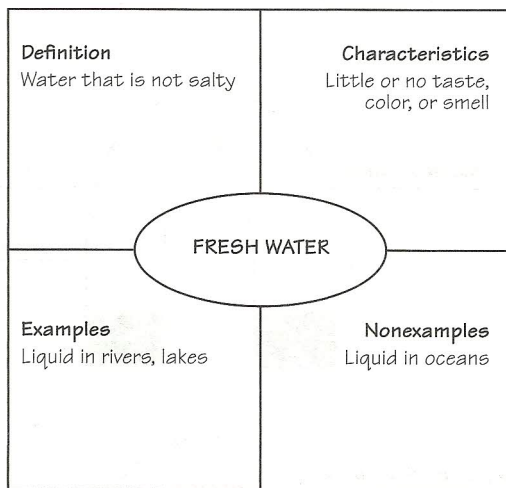 Definition
Water that is not salty
Characteristics
Little or no taste,
color, or smell
FRESH WATER
Examples
Liquid in rivers, lakes
Nonexamples
Liquid in oceans